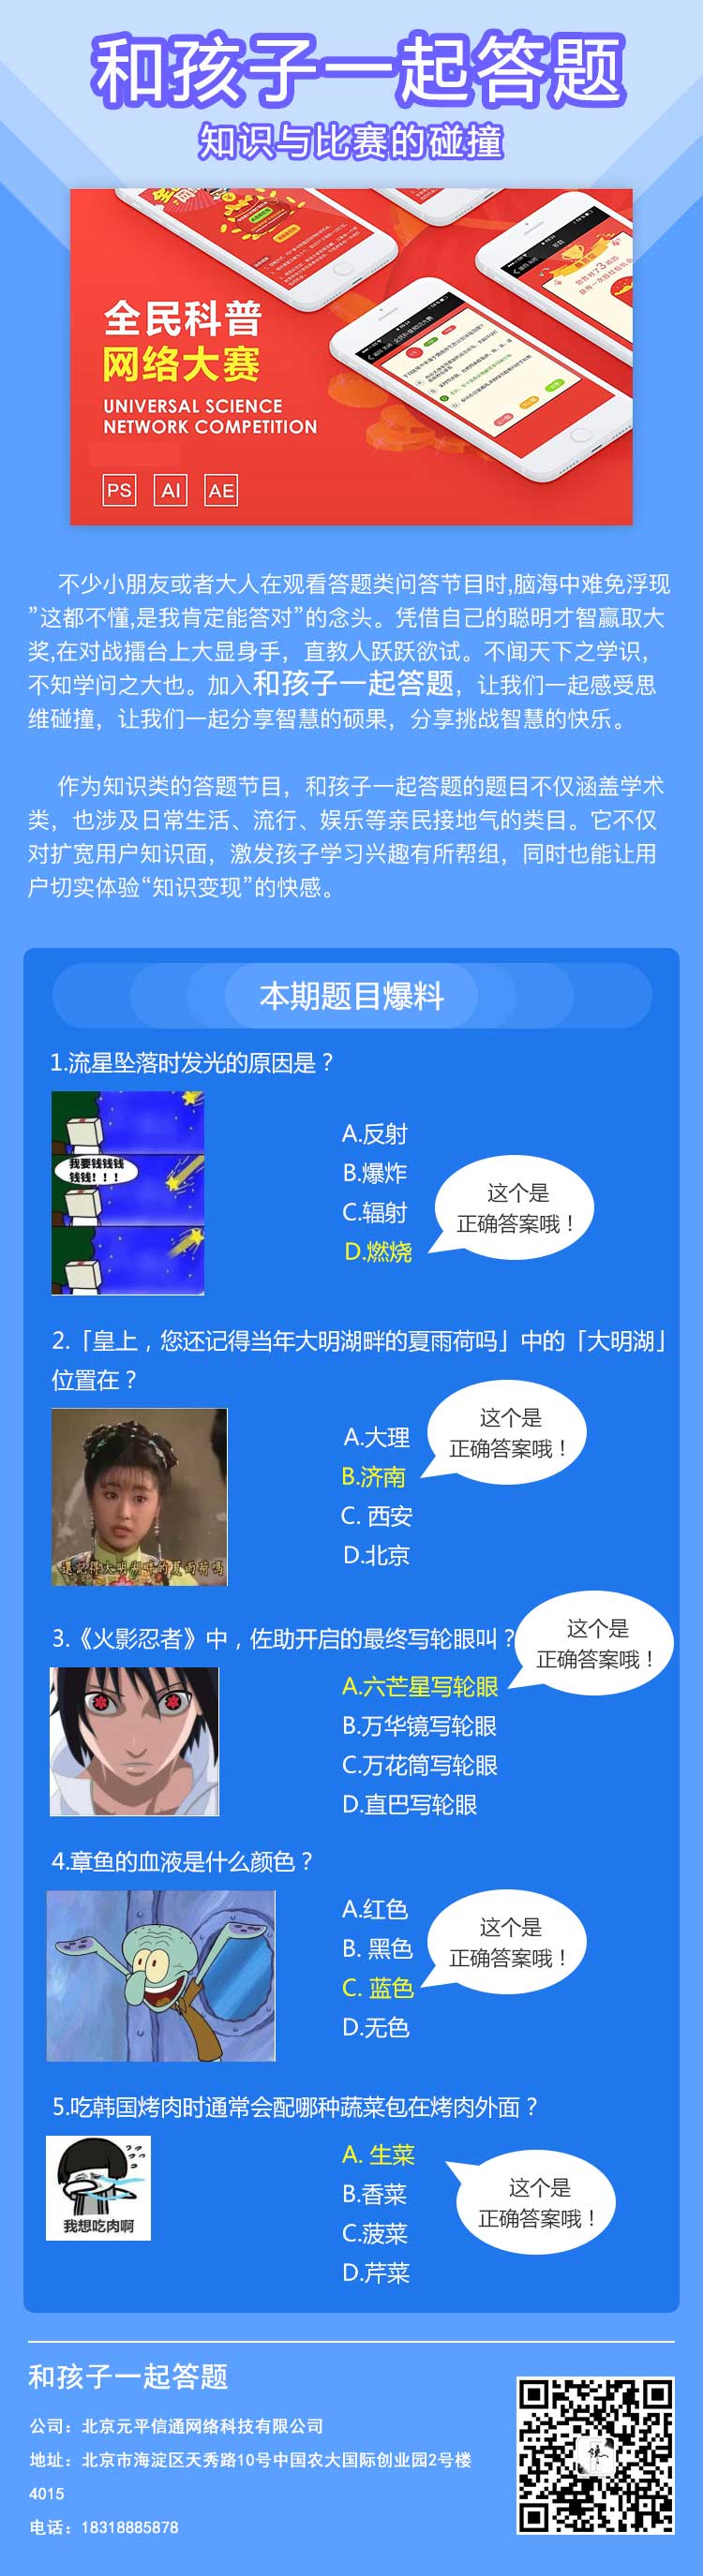 和孩子一起答题
知识与比赛的碰撞
全民科普
网络大赛
UNIVERSAL SCIENCE
NETWORK COMPETITION
PS AI AE
不少小朋友或者大人在观看答题类问答节目时,脑海中难免浮现
”这都不懂,是我肯定能答对”的念头。凭借自己的聪明才智赢取大
奖,在对战擂台上大显身手，直教人跃跃欲试。不闻天下之学识，
不知学问之大也。加入和孩子一起答题，让我们一起感受思
维碰撞，让我们一起分享智慧的硕果，分享挑战智慧的快乐。
作为知识类的答题节目，和孩子一起答题的题目不仅涵盖学术
类，也涉及日常生活、流行、娱乐等亲民接地气的类目。它不仅
对扩宽用户知识面，激发孩子学习兴趣有所帮组，同时也能让用
户切实体验“知识变现”的快感。
本期题目爆料
1.流星坠落时发光的原因是？
我要钱钱钱
钱钱！！！
A.反射
B.爆炸
C.辐射
D.燃烧
这个是
正确答案哦！
2.「皇上，您还记得当年大明湖畔的夏雨荷吗」中的「大明湖」
位置在？
还记得大明湖畔的夏雨荷吗
A.大理
B.济南
C. 西安
D.北京
这个是
正确答案哦！
3.《火影忍者》中，佐助开启的最终写轮眼叫？
A.六芒星写轮眼
B.万华镜写轮眼
C.万花筒写轮眼
D.直巴写轮眼
这个是
正确答案哦！
4.章鱼的血液是什么颜色？
A.红色
B. 黑色
C. 蓝色
D.无色
这个是
正确答案哦！
5.吃韩国烤肉时通常会配哪种蔬菜包在烤肉外面？
我想吃肉啊
A. 生菜
B.香菜
C.菠菜
D.芹菜
这个是
正确答案哦！
和孩子一起答题
公司：北京元平信通网络科技有限公司
地址：北京市海淀区天秀路10号中国农大国际创业园2号楼
4015
电话：18318885878